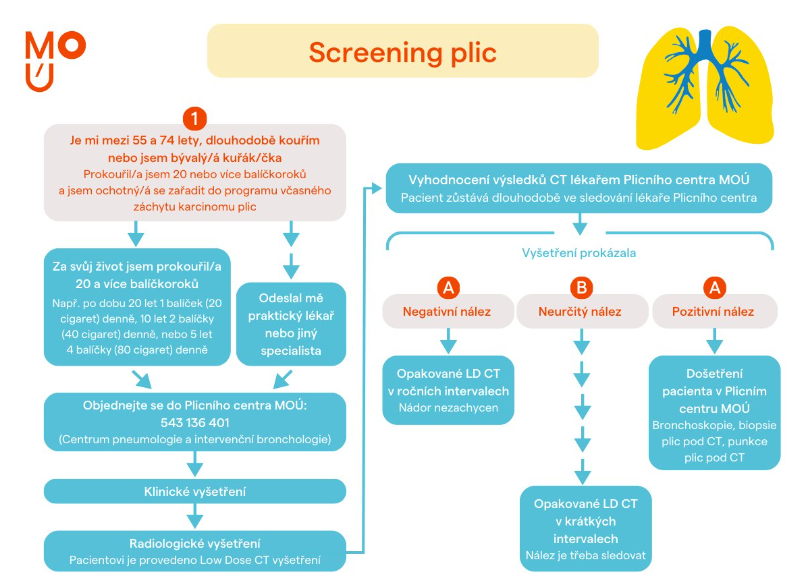 MOÚ
Screening plic
1
Je mi mezi 55 a 74 lety, dlouhodobě kouřím
nebo jsem bývalý/á kuřák/čka
Prokouřil/a jsem 20 nebo více balíčkoroků
a jsem ochotný/á se zařadit do programu včasného
záchytu karcinomu plic
Za svůj život jsem prokouřil/a
20 a více balíčkoroků
Např. po dobu 20 let 1 balíček (20
cigaret) denně, 10 let 2 balíčky
(40 cigaret) denně, nebo 5 let
4 balíčky (80 cigaret) denně
Odeslal mě
praktický lékař
nebo jiný
specialista
Objednejte se do Plicního centra MOÚ:
543 136 401
(Centrum pneumologie a intervenční bronchologie)
Klinické vyšetření
Radiologické vyšetření
Pacientovi je provedeno Low Dose CT vyšetření
Vyhodnocení výsledků CT lékařem Plicního centra MOÚ
Pacient zůstává dlouhodobě ve sledování lékaře Plicního centra
Vyšetření prokázala
A
Negativní nález
Opakované LD CT
v ročních intervalech
Nádor nezachycen
B
Neurčitý nález
Opakované LD CT
v krátkých
intervalech
Nález je třeba sledovat
A
Pozitivní nález
Došetření
pacienta v Plicním
centru MOÚ
Bronchoskopie, biopsie
plic pod CT, punkce
plic pod CT